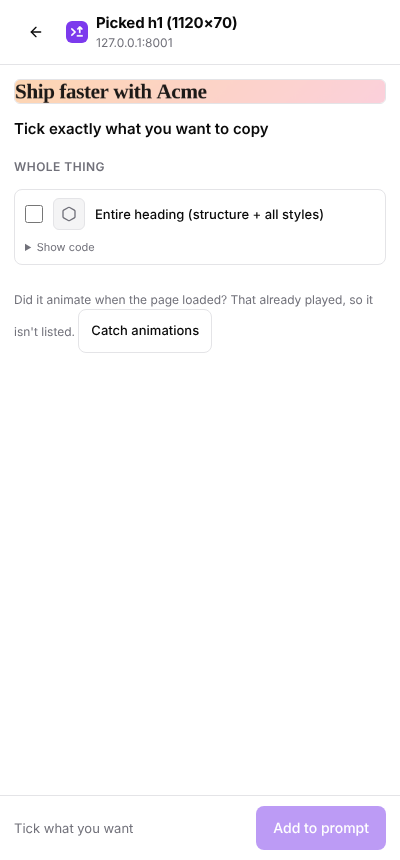 Picked h1 (1120×70)
127.0.0.1:8001
Ship faster with Acme
Tick exactly what you want to copy
WHOLE THING
Entire heading (structure + all styles)
Show code
Did it animate when the page loaded? That already played, so it
isn't listed. Catch animations
Tick what you want
Add to prompt